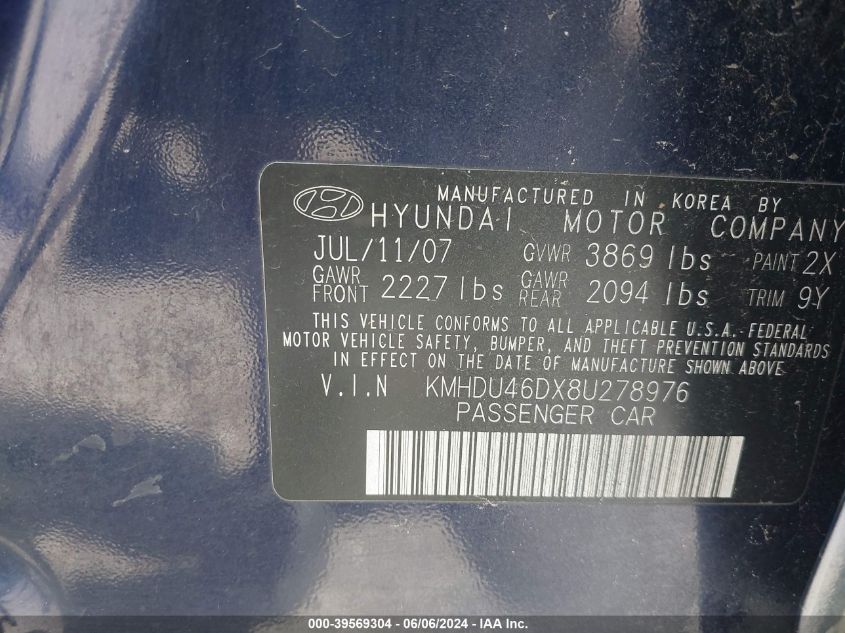 MANUFACTURED IN KOREA BY
HYUNDAI MOTOR COMPANY
JUL/11/07 GVWR 3869 lbs PAINT 2X
GAWR FRONT 2227 lbs GAWR REAR 2094 lbs TRIM 9Y
THIS VEHICLE CONFORMS TO ALL APPLICABLE U.S.A. FEDERAL
MOTOR VEHICLE SAFETY, BUMPER, AND THEFT PREVENTION STANDARDS
IN EFFECT ON THE DATE OF MANUFACTURE SHOWN ABOVE
V.I.N KMHDU46DX8U278976
PASSENGER CAR
000-39569304 - 06/06/2024 - IAA Inc.